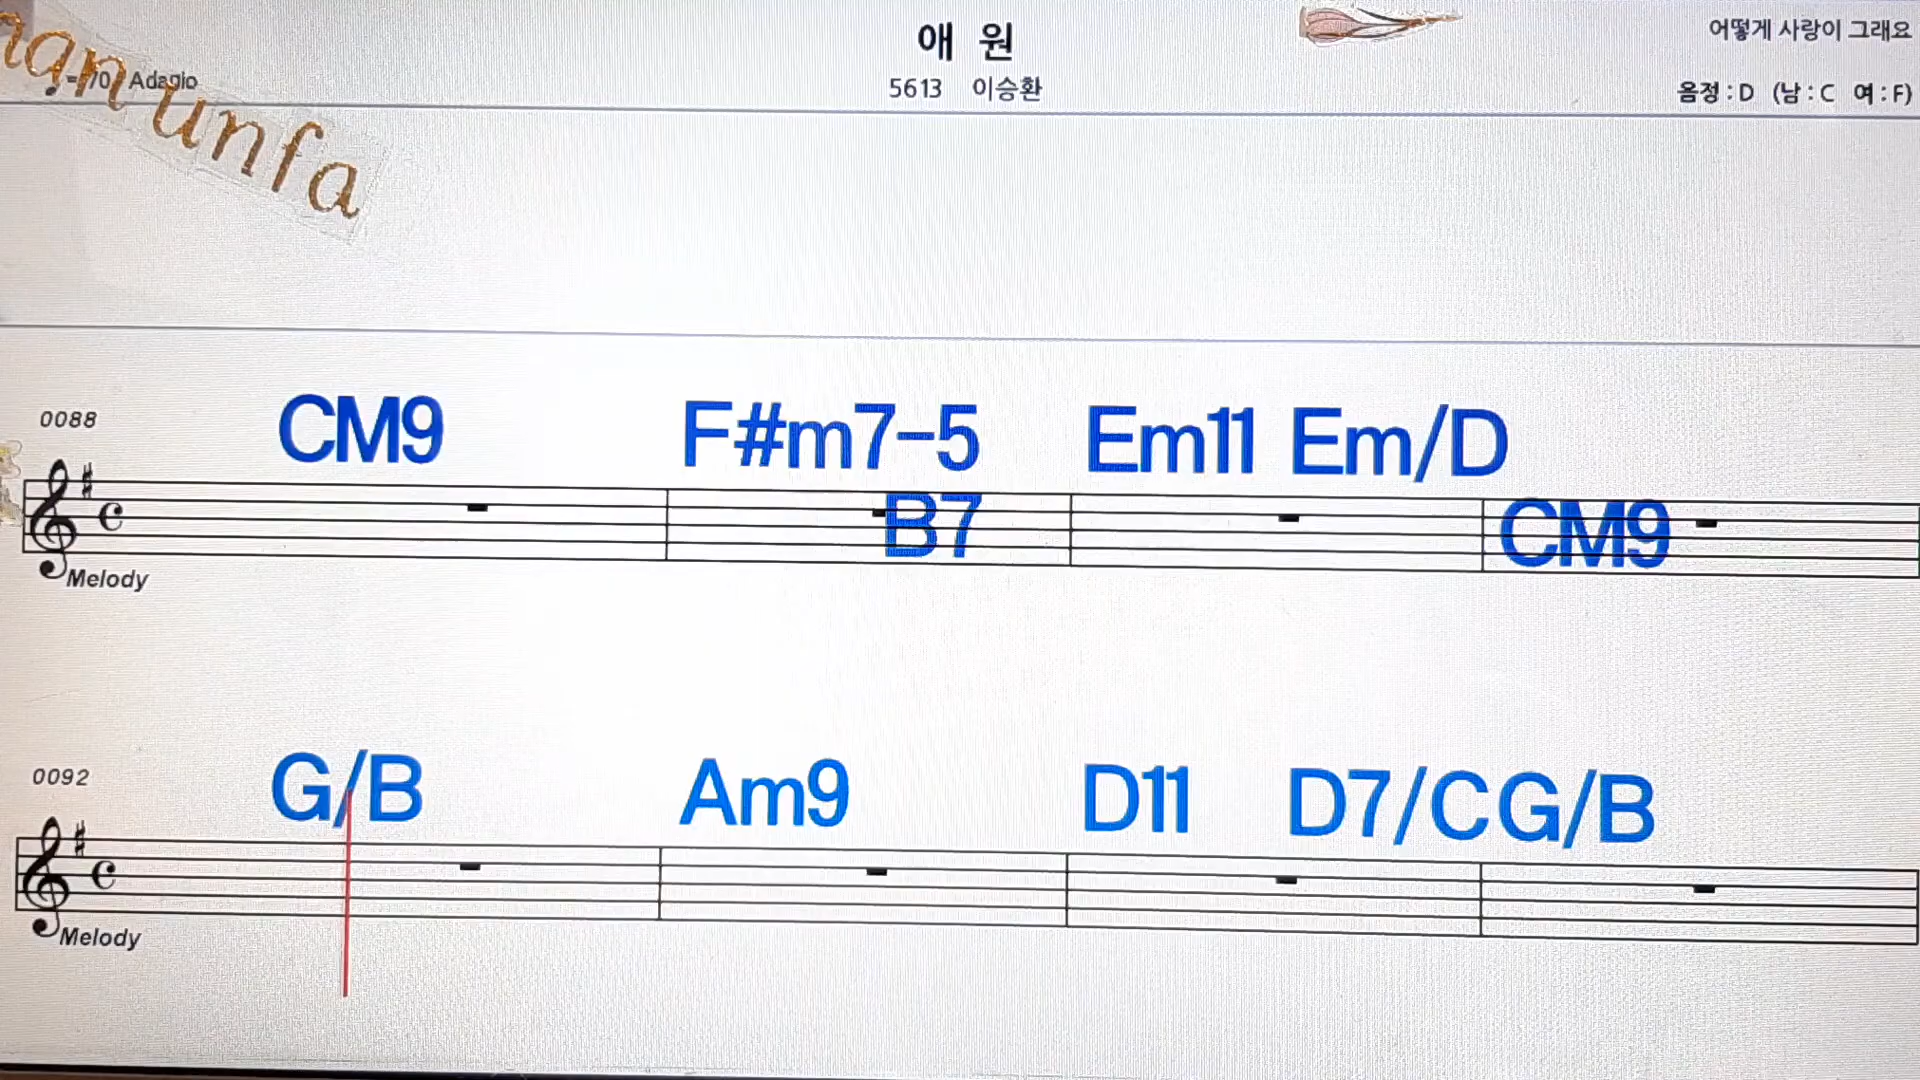 애 원
어떻게 사랑이 그래요
Adagio
5613 이승환
음정 : D (남 : C 여 : F)
unfa
0088
CM9 F#m7-5 Em11 Em/D
B7 CM9
Melody
0092
G/B Am9 D11 D7/C G/B
Melody